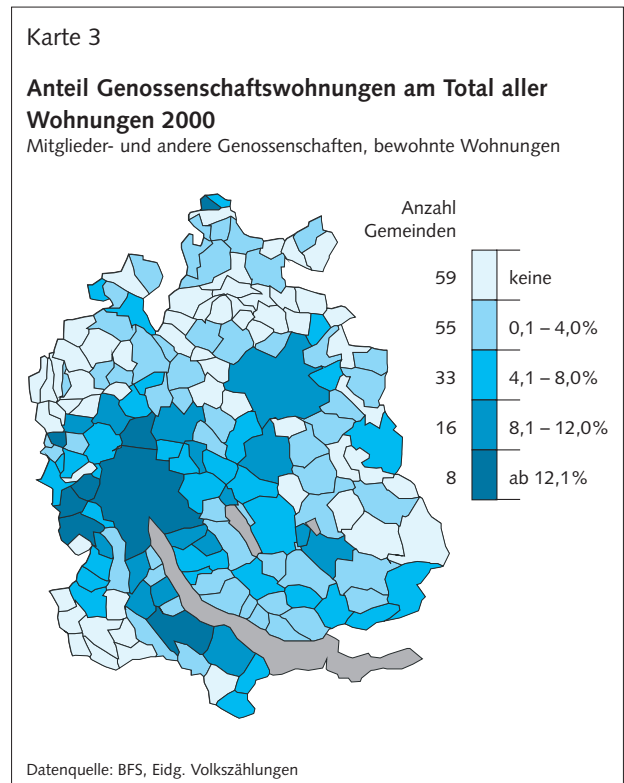 Karte 3
Anteil Genossenschaftswohnungen am Total aller
Wohnungen 2000
Mitglieder- und andere Genossenschaften, bewohnte Wohnungen
Anzahl
Gemeinden
59 keine
55 0,1 – 4,0%
33 4,1 – 8,0%
16 8,1 – 12,0%
8 ab 12,1%
Datenquelle: BFS, Eidg. Volkszählungen